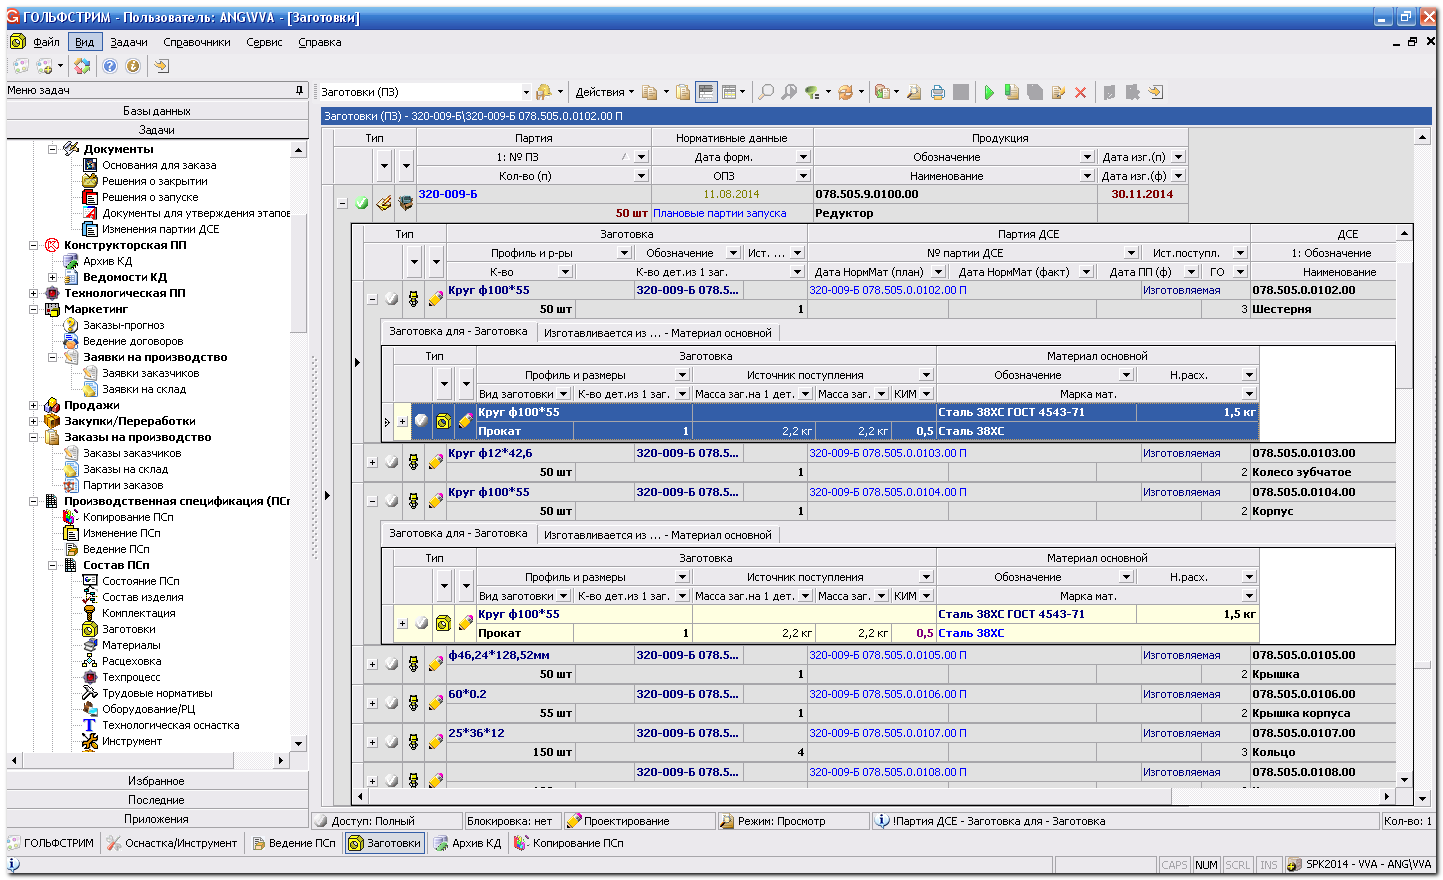 ГОЛЬФСТРИМ - Пользователь: ANG\VVA - [Заготовки]
Файл Вид Задачи Справочники Сервис Справка
Меню задач
Базы данных
Задачи
Документы
Основания для заказа
Решения о закрытии
Решения о запуске
Документы для утверждения этапов
Изменения партии ДСЕ
Конструкторская ПП
Архив КД
Ведомости КД
Технологическая ПП
Маркетинг
Заказы-прогноз
Ведение договоров
Заявки на производство
Заявки заказчиков
Заявки на склад
Продажи
Закупки/Переработки
Заказы на производство
Заказы заказчиков
Заказы на склад
Партии заказов
Производственная спецификация (ПСп
Копирование ПСп
Изменение ПСп
Ведение ПСп
Состав ПСп
Состояние ПСп
Состав изделия
Комплектация
Заготовки
Материалы
Расцеховка
Техпроцесс
Трудовые нормативы
Оборудование/РЦ
Технологическая оснастка
Инструмент
Избранное
Последние
Приложения
Заготовки (ПЗ) Действия
Заготовки (ПЗ) - 320-009-Б\320-009-Б 078.505.0.0102.00 П
Тип Партия Нормативные данные Продукция
1: № ПЗ Дата форм. Обозначение Дата изг.(п)
Кол-во (п) ОПЗ Наименование Дата изг.(ф)
320-009-Б 11.08.2014 078.505.9.0100.00 30.11.2014
50 шт Плановые партии запуска Редуктор
Тип Заготовка Партия ДСЕ ДСЕ
Профиль и р-ры Обозначение Ист. ... № партии ДСЕ Ист.поступл. 1: Обозначение
К-во К-во дет.из 1 заг. Дата НормМат (план) Дата НормМат (факт) Дата ПП (ф) ГО Наименование
Круг ф100*55 320-009-Б 078.5... 320-009-Б 078.505.0.0102.00 П Изготовляемая 078.505.0.0102.00
50 шт 1 3 Шестерня
Заготовка для - Заготовка Изготавливается из ... - Материал основной
Тип Заготовка Материал основной
Профиль и размеры Источник поступления Обозначение Н.расх.
Вид заготовки К-во дет.из 1 заг. Масса заг.на 1 дет. Масса заг. КИМ Марка мат.
Круг ф100*55 Сталь 38ХС ГОСТ 4543-71 1,5 кг
Прокат 1 2,2 кг 2,2 кг 0,5 Сталь 38ХС
Круг ф12*42,6 320-009-Б 078.5... 320-009-Б 078.505.0.0103.00 П Изготовляемая 078.505.0.0103.00
50 шт 1 2 Колесо зубчатое
Круг ф100*55 320-009-Б 078.5... 320-009-Б 078.505.0.0104.00 П Изготовляемая 078.505.0.0104.00
50 шт 1 2 Корпус
Заготовка для - Заготовка Изготавливается из ... - Материал основной
Тип Заготовка Материал основной
Профиль и размеры Источник поступления Обозначение Н.расх.
Вид заготовки К-во дет.из 1 заг. Масса заг.на 1 дет. Масса заг. КИМ Марка мат.
Круг ф100*55 Сталь 38ХС ГОСТ 4543-71 1,5 кг
Прокат 1 2,2 кг 2,2 кг 0,5 Сталь 38ХС
ф46,24*128,52мм 320-009-Б 078.5... 320-009-Б 078.505.0.0105.00 П Изготовляемая 078.505.0.0105.00
50 шт 1 2 Крышка
60*0.2 320-009-Б 078.5... 320-009-Б 078.505.0.0106.00 П Изготовляемая 078.505.0.0106.00
55 шт 1 2 Крышка корпуса
25*36*12 320-009-Б 078.5... 320-009-Б 078.505.0.0107.00 П Изготовляемая 078.505.0.0107.00
150 шт 4 3 Кольцо
320-009-Б 078.5... 320-009-Б 078.505.0.0108.00 П Изготовляемая 078.505.0.0108.00
Доступ: Полный Блокировка: нет Проектирование Режим: Просмотр !Партия ДСЕ - Заготовка для - Заготовка Кол-во: 1
ГОЛЬФСТРИМ Оснастка/Инструмент Ведение ПСп Заготовки Архив КД Копирование ПСп
CAPS NUM SCRL INS SPK2014 - VVA - ANG\VVA